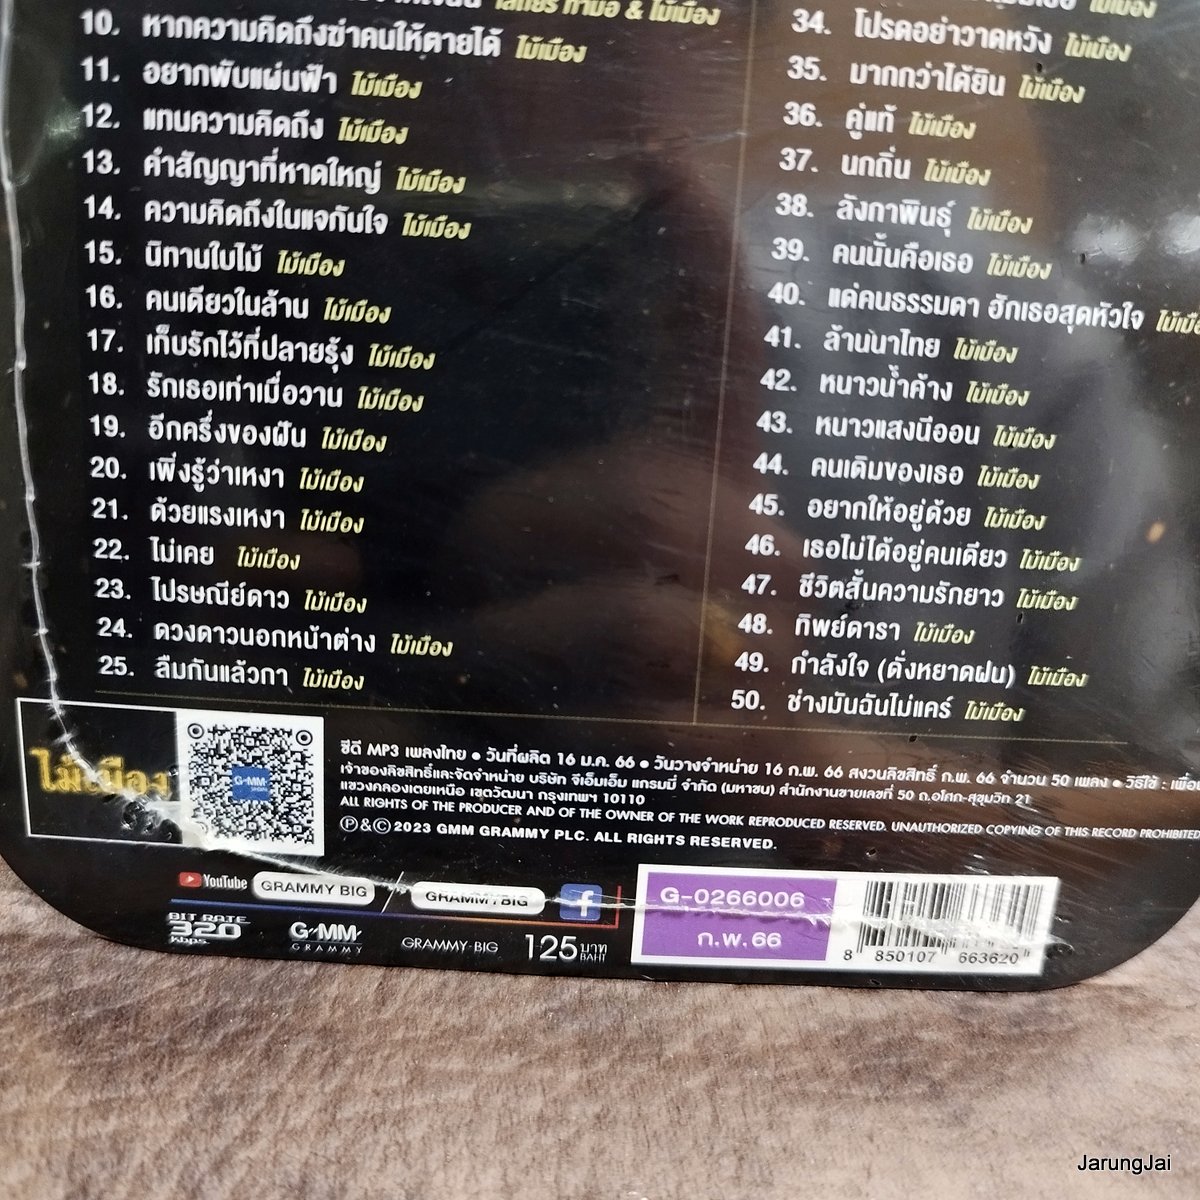 เสถียร ทำมือ & ไม้เมือง
10. หากความคิดถึงฆ่าคนให้ตายได้ ไม้เมือง
11. อยากพับแผ่นฟ้า ไม้เมือง
12. แทนความคิดถึง ไม้เมือง
13. คำสัญญาที่หาดใหญ่ ไม้เมือง
14. ความคิดถึงในแจกันใจ ไม้เมือง
15. นิทานใบไม้ ไม้เมือง
16. คนเดียวในล้าน ไม้เมือง
17. เก็บรักไว้ที่ปลายรุ้ง ไม้เมือง
18. รักเธอเท่าเมื่อวาน ไม้เมือง
19. อีกครึ่งของฝัน ไม้เมือง
20. เพิ่งรู้ว่าเหงา ไม้เมือง
21. ด้วยแรงเหงา ไม้เมือง
22. ไม่เคย ไม้เมือง
23. ไปรษณีย์ดาว ไม้เมือง
24. ดวงดาวนอกหน้าต่าง ไม้เมือง
25. ลืมกันแล้วกา ไม้เมือง
ไม้เมือง
34. โปรดอย่าวาดหวัง ไม้เมือง
35. มากกว่าได้ยิน ไม้เมือง
36. คู่แท้ ไม้เมือง
37. นกถิ่น ไม้เมือง
38. ลังกาพินธุ์ ไม้เมือง
39. คนนั้นคือเธอ ไม้เมือง
40. แด่คนธรรมดา ฮักเธอสุดหัวใจ ไม้เมือง
41. ล้านนาไทย ไม้เมือง
42. หนาวน้ำค้าง ไม้เมือง
43. หนาวแสงนีออน ไม้เมือง
44. คนเดิมของเธอ ไม้เมือง
45. อยากให้อยู่ด้วย ไม้เมือง
46. เธอไม่ได้อยู่คนเดียว ไม้เมือง
47. ชีวิตสั้นความรักยาว ไม้เมือง
48. ทิพย์ดารา ไม้เมือง
49. กำลังใจ (ดั่งหยาดฝน) ไม้เมือง
50. ช่างมันฉันไม่แคร์ ไม้เมือง
ไม้เมือง
G"MM'
ซีดี MP3 เพลงไทย • วันที่ผลิต 16 ม.ค. 66 • วันวางจำหน่าย 16 ก.พ. 66 สงวนลิขสิทธิ์ ก.พ. 66 จำนวน 50 เพลง • วิธีใช้ : เพื่อ
เจ้าของลิขสิทธิ์และจัดจำหน่าย บริษัท จีเอ็มเอ็ม แกรมมี่ จำกัด (มหาชน) สำนักงานขายเลขที่ 50 ถ.อโศก-สุขุมวิท 21
แขวงคลองเตยเหนือ เขตวัฒนา กรุงเทพฯ 10110
ALL RIGHTS OF THE PRODUCER AND OF THE OWNER OF THE WORK REPRODUCED RESERVED. UNAUTHORIZED COPYING OF THIS RECORD PROHIBITED
Ⓟ&© 2023 GMM GRAMMY PLC. ALL RIGHTS RESERVED.
YouTube GRAMMY BIG / GRAMMY BIG f
BIT RATE
320
kbps
G"MM'
GRAMMY
GRAMMY BIG
125 บาท
BAHT
G-0266006
ก.พ. 66
8 850107 663620
JarungJai